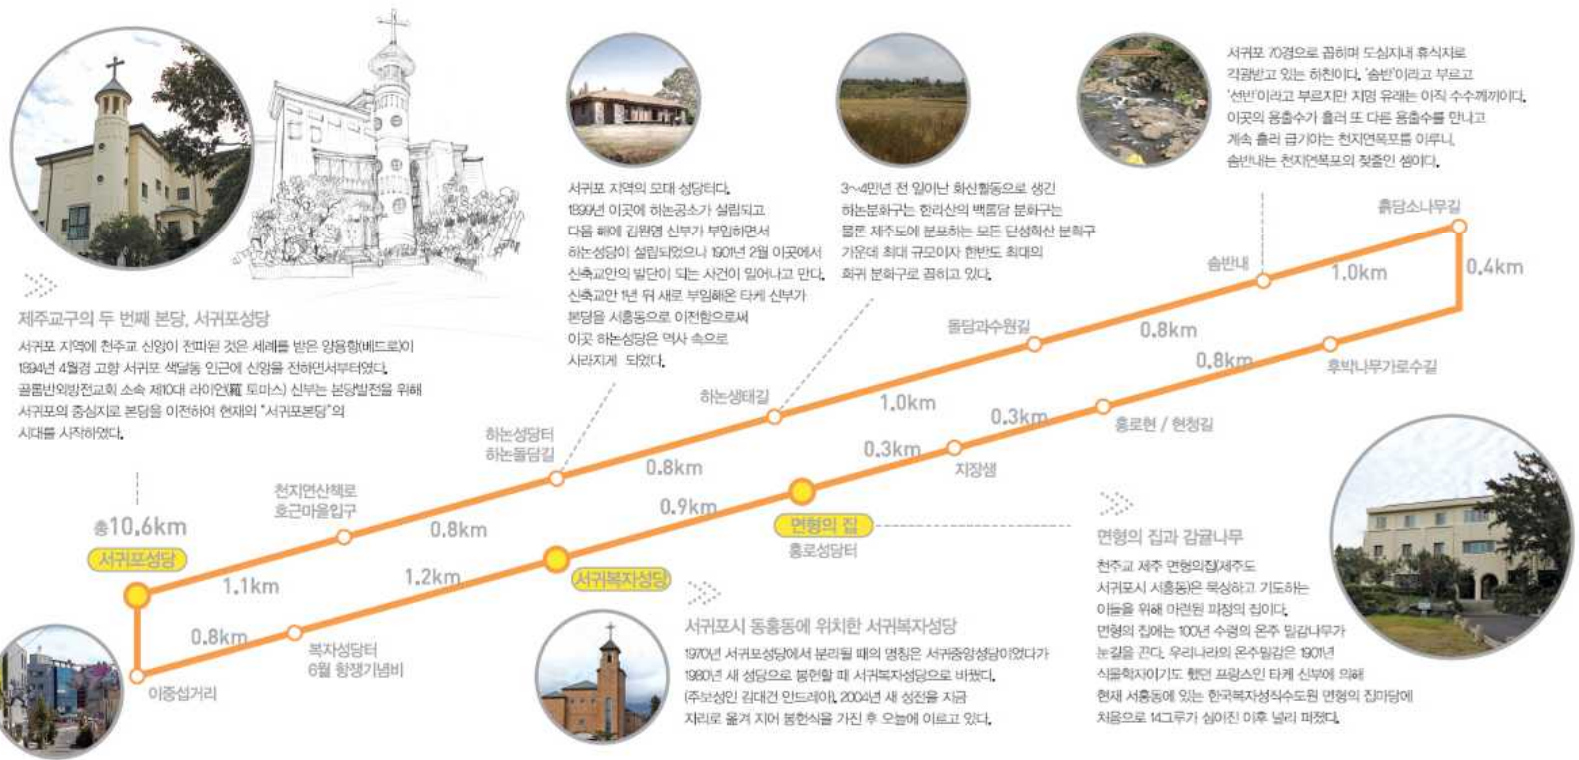 제주교구의 두 번째 본당, 서귀포성당
서귀포 지역에 천주교 신앙이 전파된 것은 세례를 받은 양용항(베드로)이
1894년 4월경 고향 서귀포 색달동 인근에 신앙을 전하면서부터였다.
골롬반외방전교회 소속 제10대 라이언(羅 토마스) 신부는 본당발전을 위해
서귀포의 중심지로 본당을 이전하여 현재의 "서귀포본당"의
시대를 시작하였다.
서귀포 지역의 모태 성당터다.
1899년 이곳에 하논공소가 설립되고
다음 해에 김원영 신부가 부임하면서
하논성당이 설립되었으나 1901년 2월 이곳에서
신축교안의 발단이 되는 사건이 일어나고 만다.
신축교안 1년 뒤 새로 부임해온 타케 신부가
본당을 서홍동으로 이전함으로써
이곳 하논성당은 역사 속으로
사라지게 되었다.
3~4만년 전 일어난 화산활동으로 생긴
하논분화구는 한라산의 백록담 분화구는
물론 제주도에 분포하는 모든 단성화산 분화구
가운데 최대 규모이자 한반도 최대의
희귀 분화구로 꼽히고 있다.
서귀포 70경으로 꼽히며 도심지내 휴식지로
각광받고 있는 하천이다. '솜반'이라고 부르고
'선반'이라고 부르지만 지명 유래는 아직 수수께끼이다.
이곳의 용출수가 흘러 또 다른 용출수를 만나고
계속 흘러 급기야는 천지연폭포를 이루니,
솜반내는 천지연폭포의 젖줄인 셈이다.
총10.6km
서귀포성당
1.1km
천지연산책로
호근마을입구
0.8km
하논성당터
하논돌담길
0.8km
하논생태길
1.0km
돌담과수원길
0.8km
솜반내
1.0km
흙담소나무길
0.4km
후박나무가로수길
0.8km
홍로현 / 현청길
0.3km
지장샘
0.3km
면형의 집
홍로성당터
0.9km
서귀복자성당
1.2km
복자성당터
6월 항쟁기념비
0.8km
이중섭거리
서귀포시 동홍동에 위치한 서귀복자성당
1970년 서귀포성당에서 분리될 때의 명칭은 서귀중앙성당이었다가
1980년 새 성당으로 봉헌할 때 서귀복자성당으로 바꿨다.
(주보성인 김대건 안드레아), 2004년 새 성전을 지금
자리로 옮겨 지어 봉헌식을 가진 후 오늘에 이르고 있다.
면형의 집과 감귤나무
천주교 제주 면형의집(제주도
서귀포시 서홍동)은 묵상하고 기도하는
이들을 위해 마련된 피정의 집이다.
면형의 집에는 100년 수령의 온주 밀감나무가
눈길을 끈다. 우리나라의 온주밀감은 1901년
식물학자이기도 했던 프랑스인 타케 신부에 의해
현재 서홍동에 있는 한국복자성직수도원 면형의 집마당에
처음으로 14그루가 심어진 이후 널리 퍼졌다.